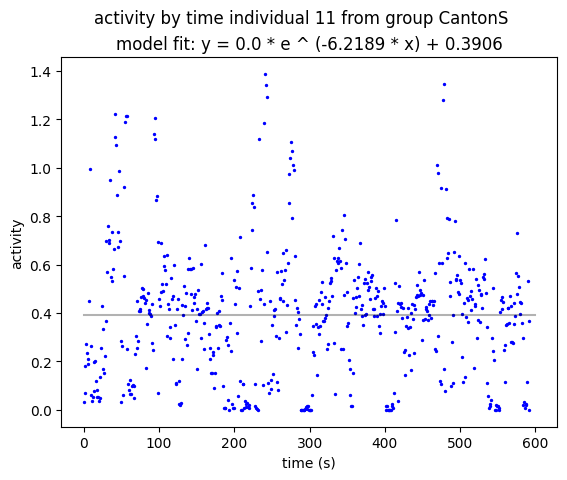 activity by time individual 11 from group CantonS
model fit: y = 0.0 * e ^ (-6.2189 * x) + 0.3906
1.4
1.2
1.0
0.8
0.6
0.4
0.2
0.0
activity
0 100 200 300 400 500 600
time (s)